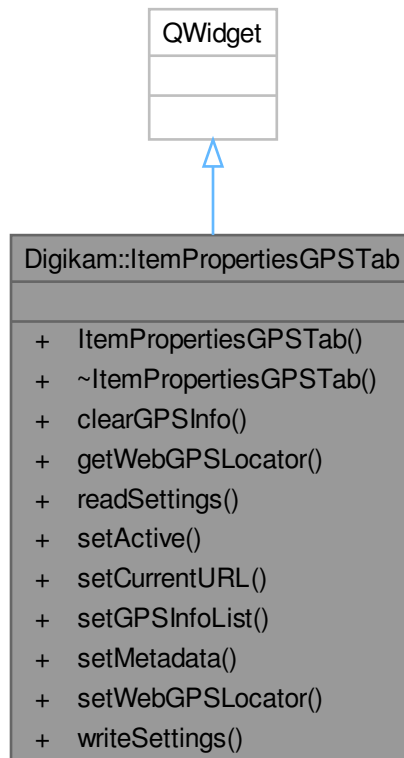 QWidget
Digikam::ItemPropertiesGPSTab
+ ItemPropertiesGPSTab()
+ ~ItemPropertiesGPSTab()
+ clearGPSInfo()
+ getWebGPSLocator()
+ readSettings()
+ setActive()
+ setCurrentURL()
+ setGPSInfoList()
+ setMetadata()
+ setWebGPSLocator()
+ writeSettings()